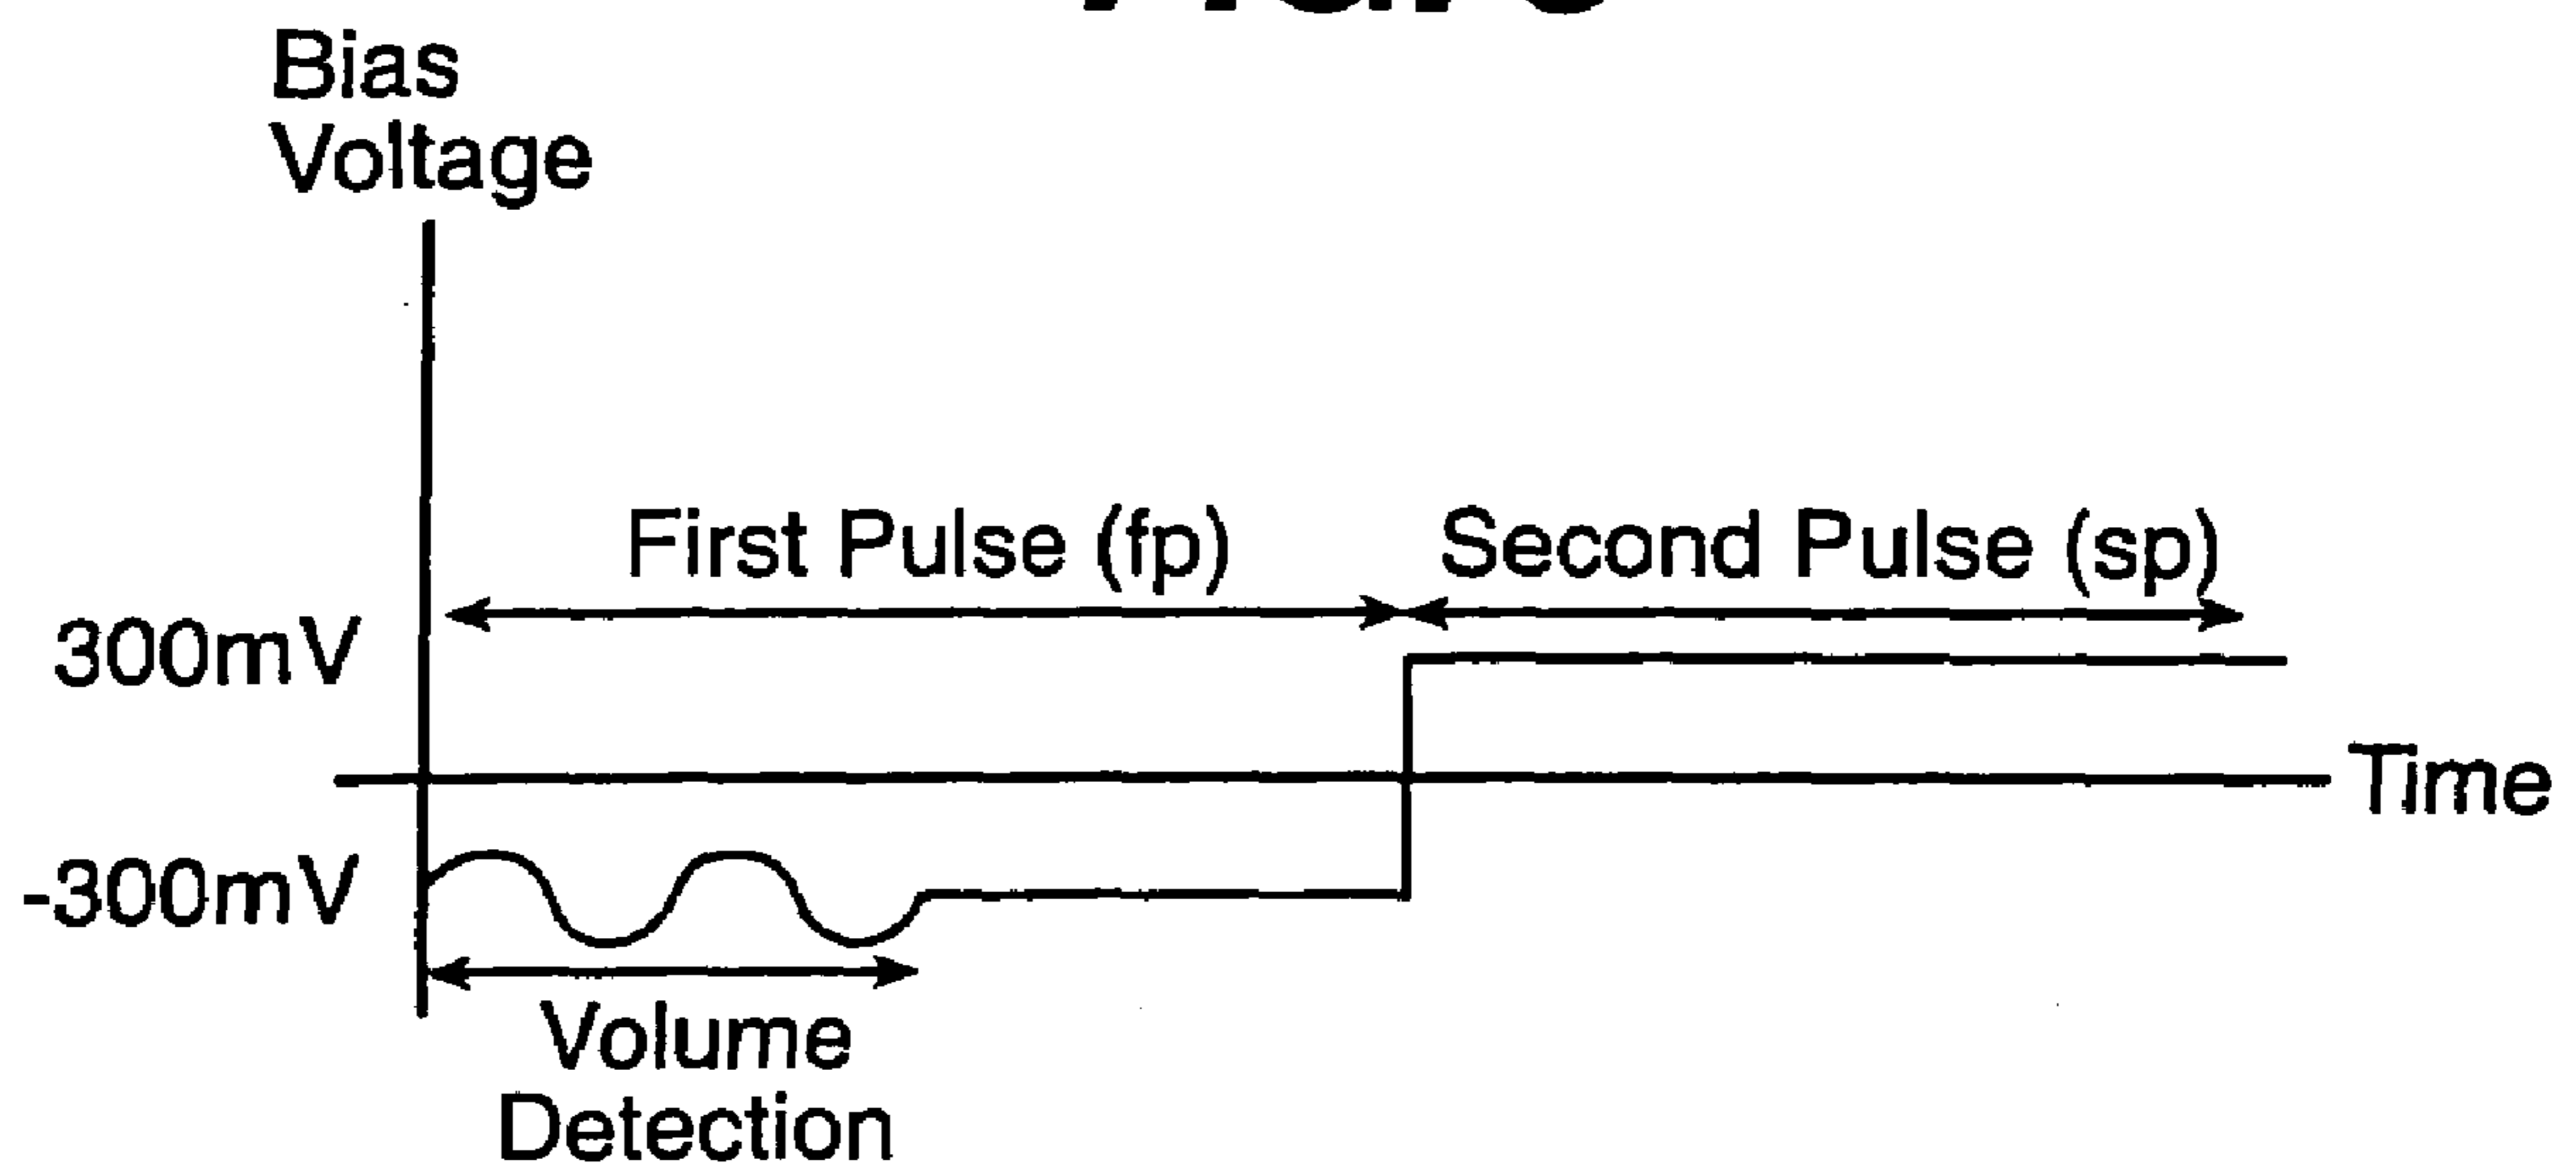 Bias
Voltage
First Pulse (fp)
Second Pulse (sp)
300mV
Time
-300mV
Volume
Detection